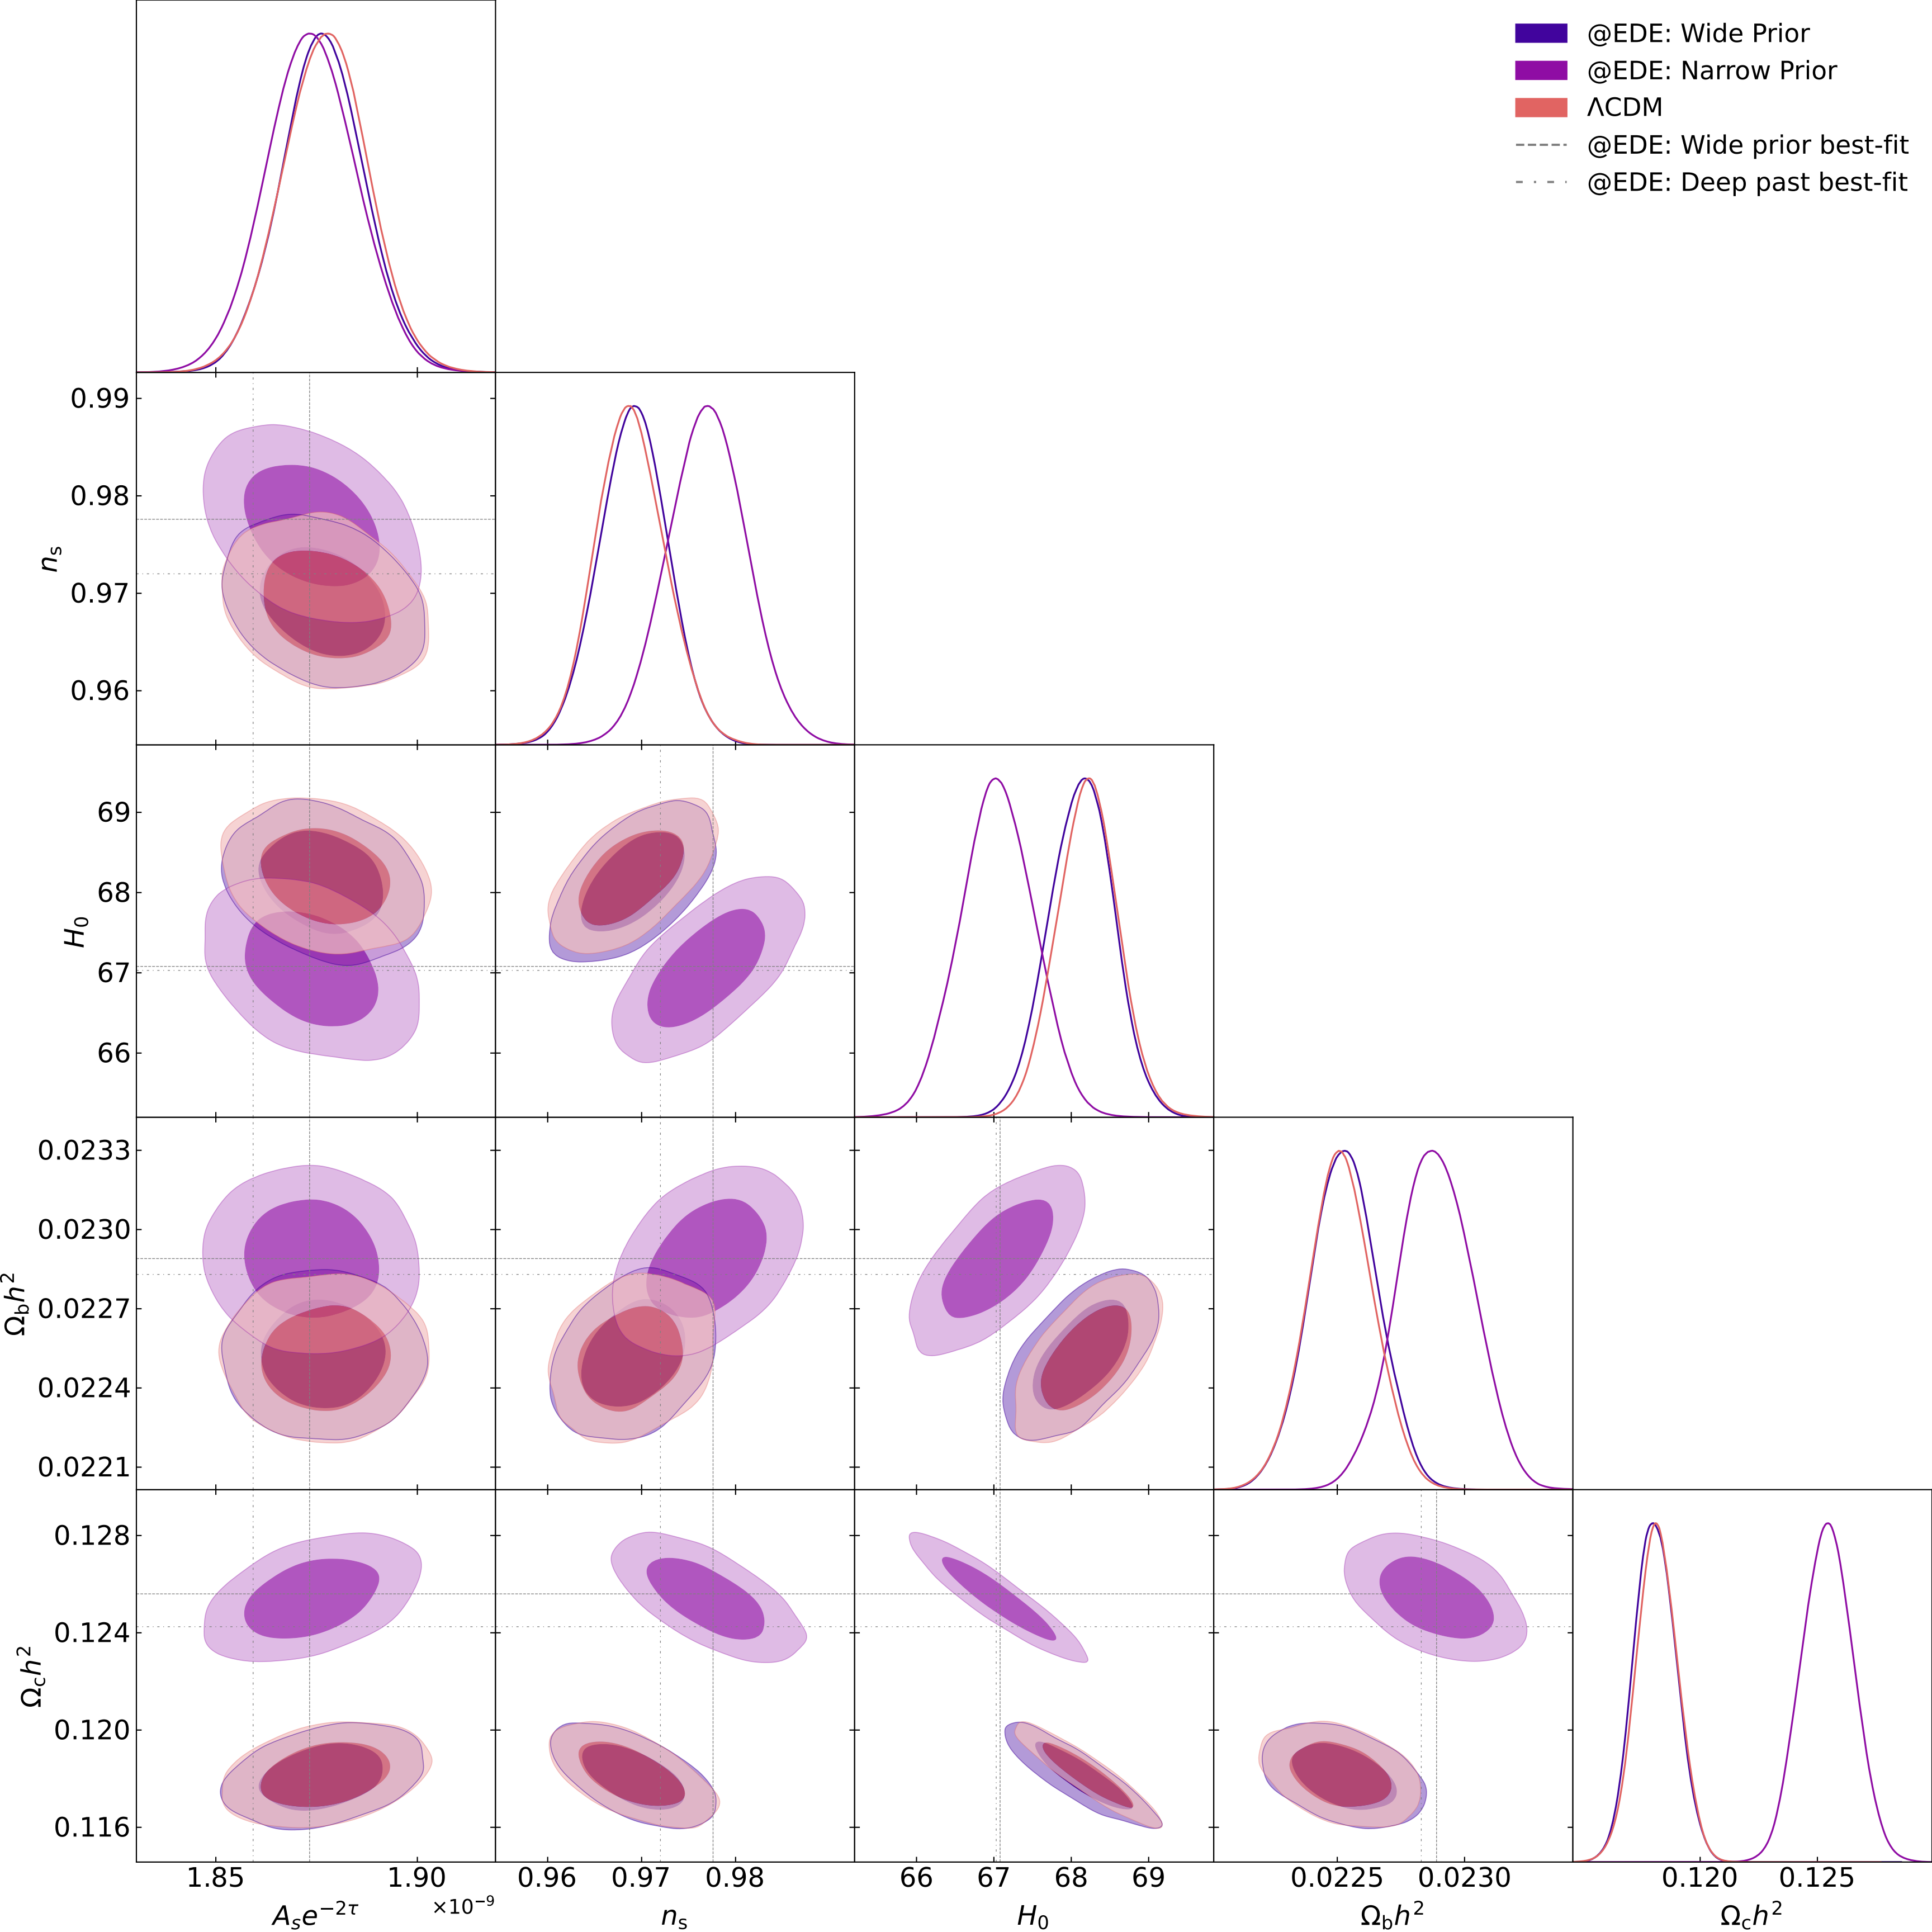 @EDE: Wide Prior
@EDE: Narrow Prior
ΛCDM
@EDE: Wide prior best-fit
@EDE: Deep past best-fit
0.99
0.98
0.97
0.96
n_s
69
68
67
66
H_0
0.0233
0.0230
0.0227
0.0224
0.0221
Ω_b h²
0.128
0.124
0.120
0.116
Ω_c h²
1.85 1.90 0.96 0.97 0.98 66 67 68 69 0.0225 0.0230 0.120 0.125
×10⁻⁹
A_s e^{−2τ} n_s H_0 Ω_b h² Ω_c h²